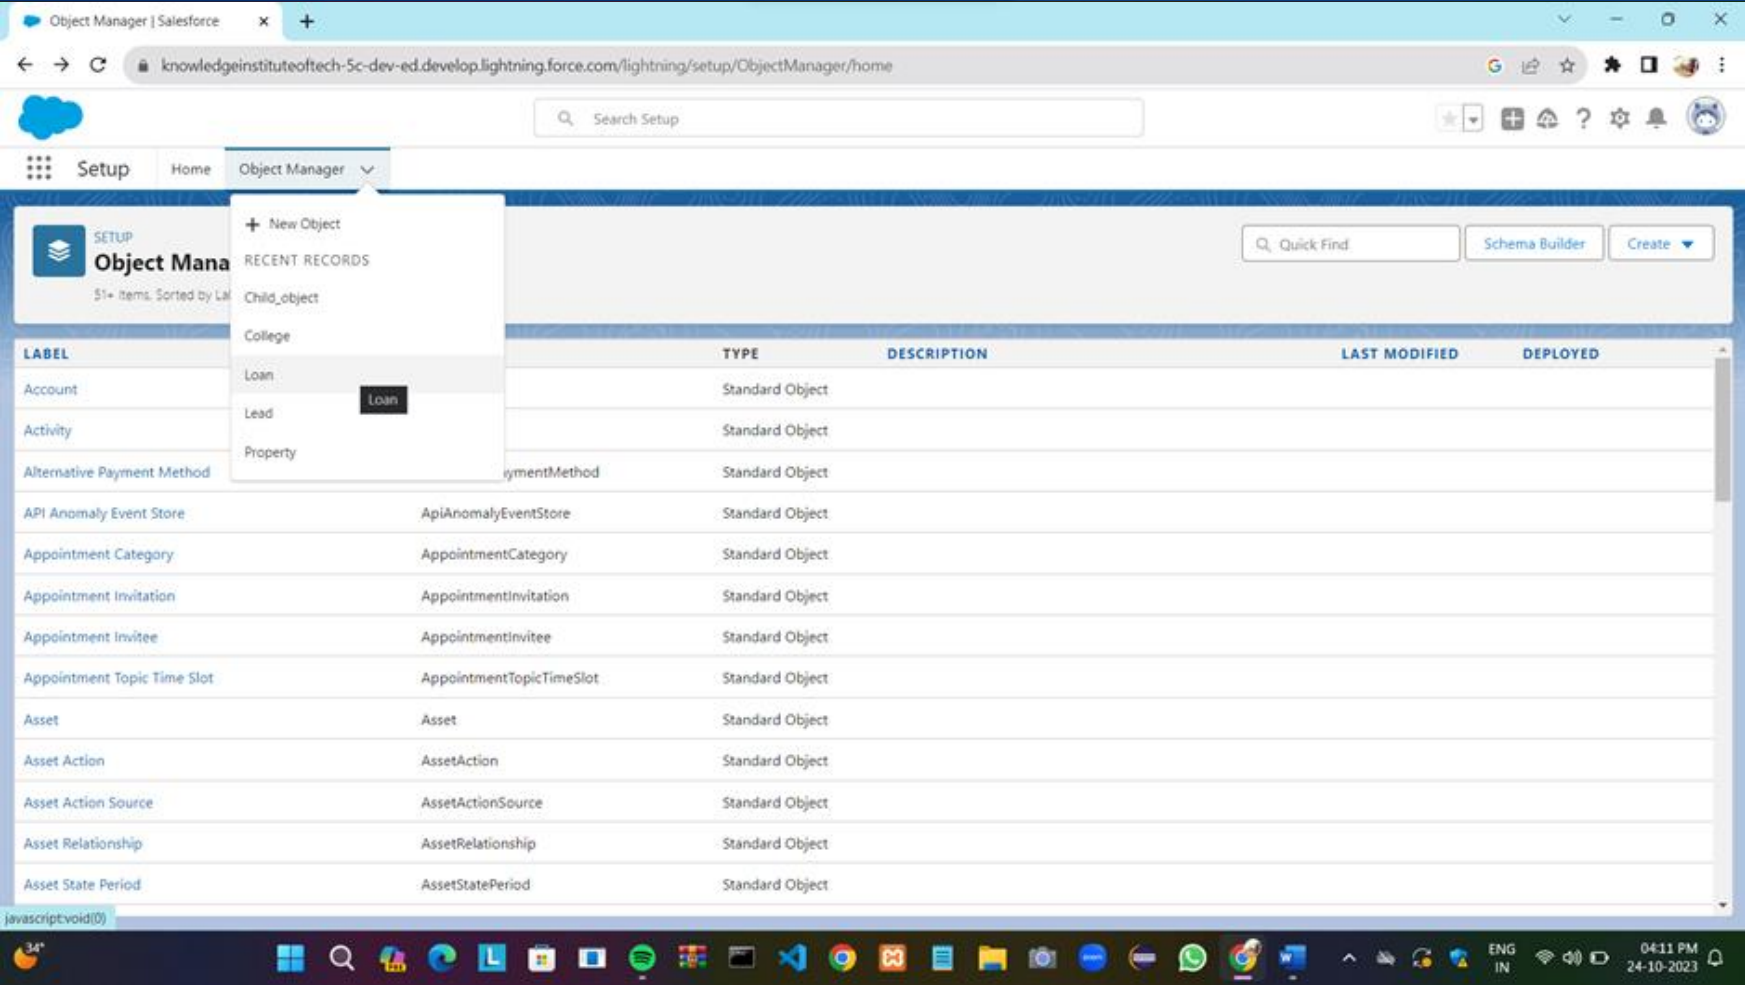 Object Manager | Salesforce
knowledgeinstituteoftech-5c-dev-ed.develop.lightning.force.com/lightning/setup/ObjectManager/home
Search Setup
Setup Home Object Manager
New Object
RECENT RECORDS
Child_object
College
Loan
Loan
Lead
Property
SETUP
Object Mana
51+ Items. Sorted by La
Quick Find
Schema Builder
Create
LABEL TYPE DESCRIPTION LAST MODIFIED DEPLOYED
Account Standard Object
Activity Standard Object
Alternative Payment Method ymentMethod Standard Object
API Anomaly Event Store ApiAnomalyEventStore Standard Object
Appointment Category AppointmentCategory Standard Object
Appointment Invitation AppointmentInvitation Standard Object
Appointment Invitee AppointmentInvitee Standard Object
Appointment Topic Time Slot AppointmentTopicTimeSlot Standard Object
Asset Asset Standard Object
Asset Action AssetAction Standard Object
Asset Action Source AssetActionSource Standard Object
Asset Relationship AssetRelationship Standard Object
Asset State Period AssetStatePeriod Standard Object
javascript:void(0)
34°
ENG
IN
04:11 PM
24-10-2023